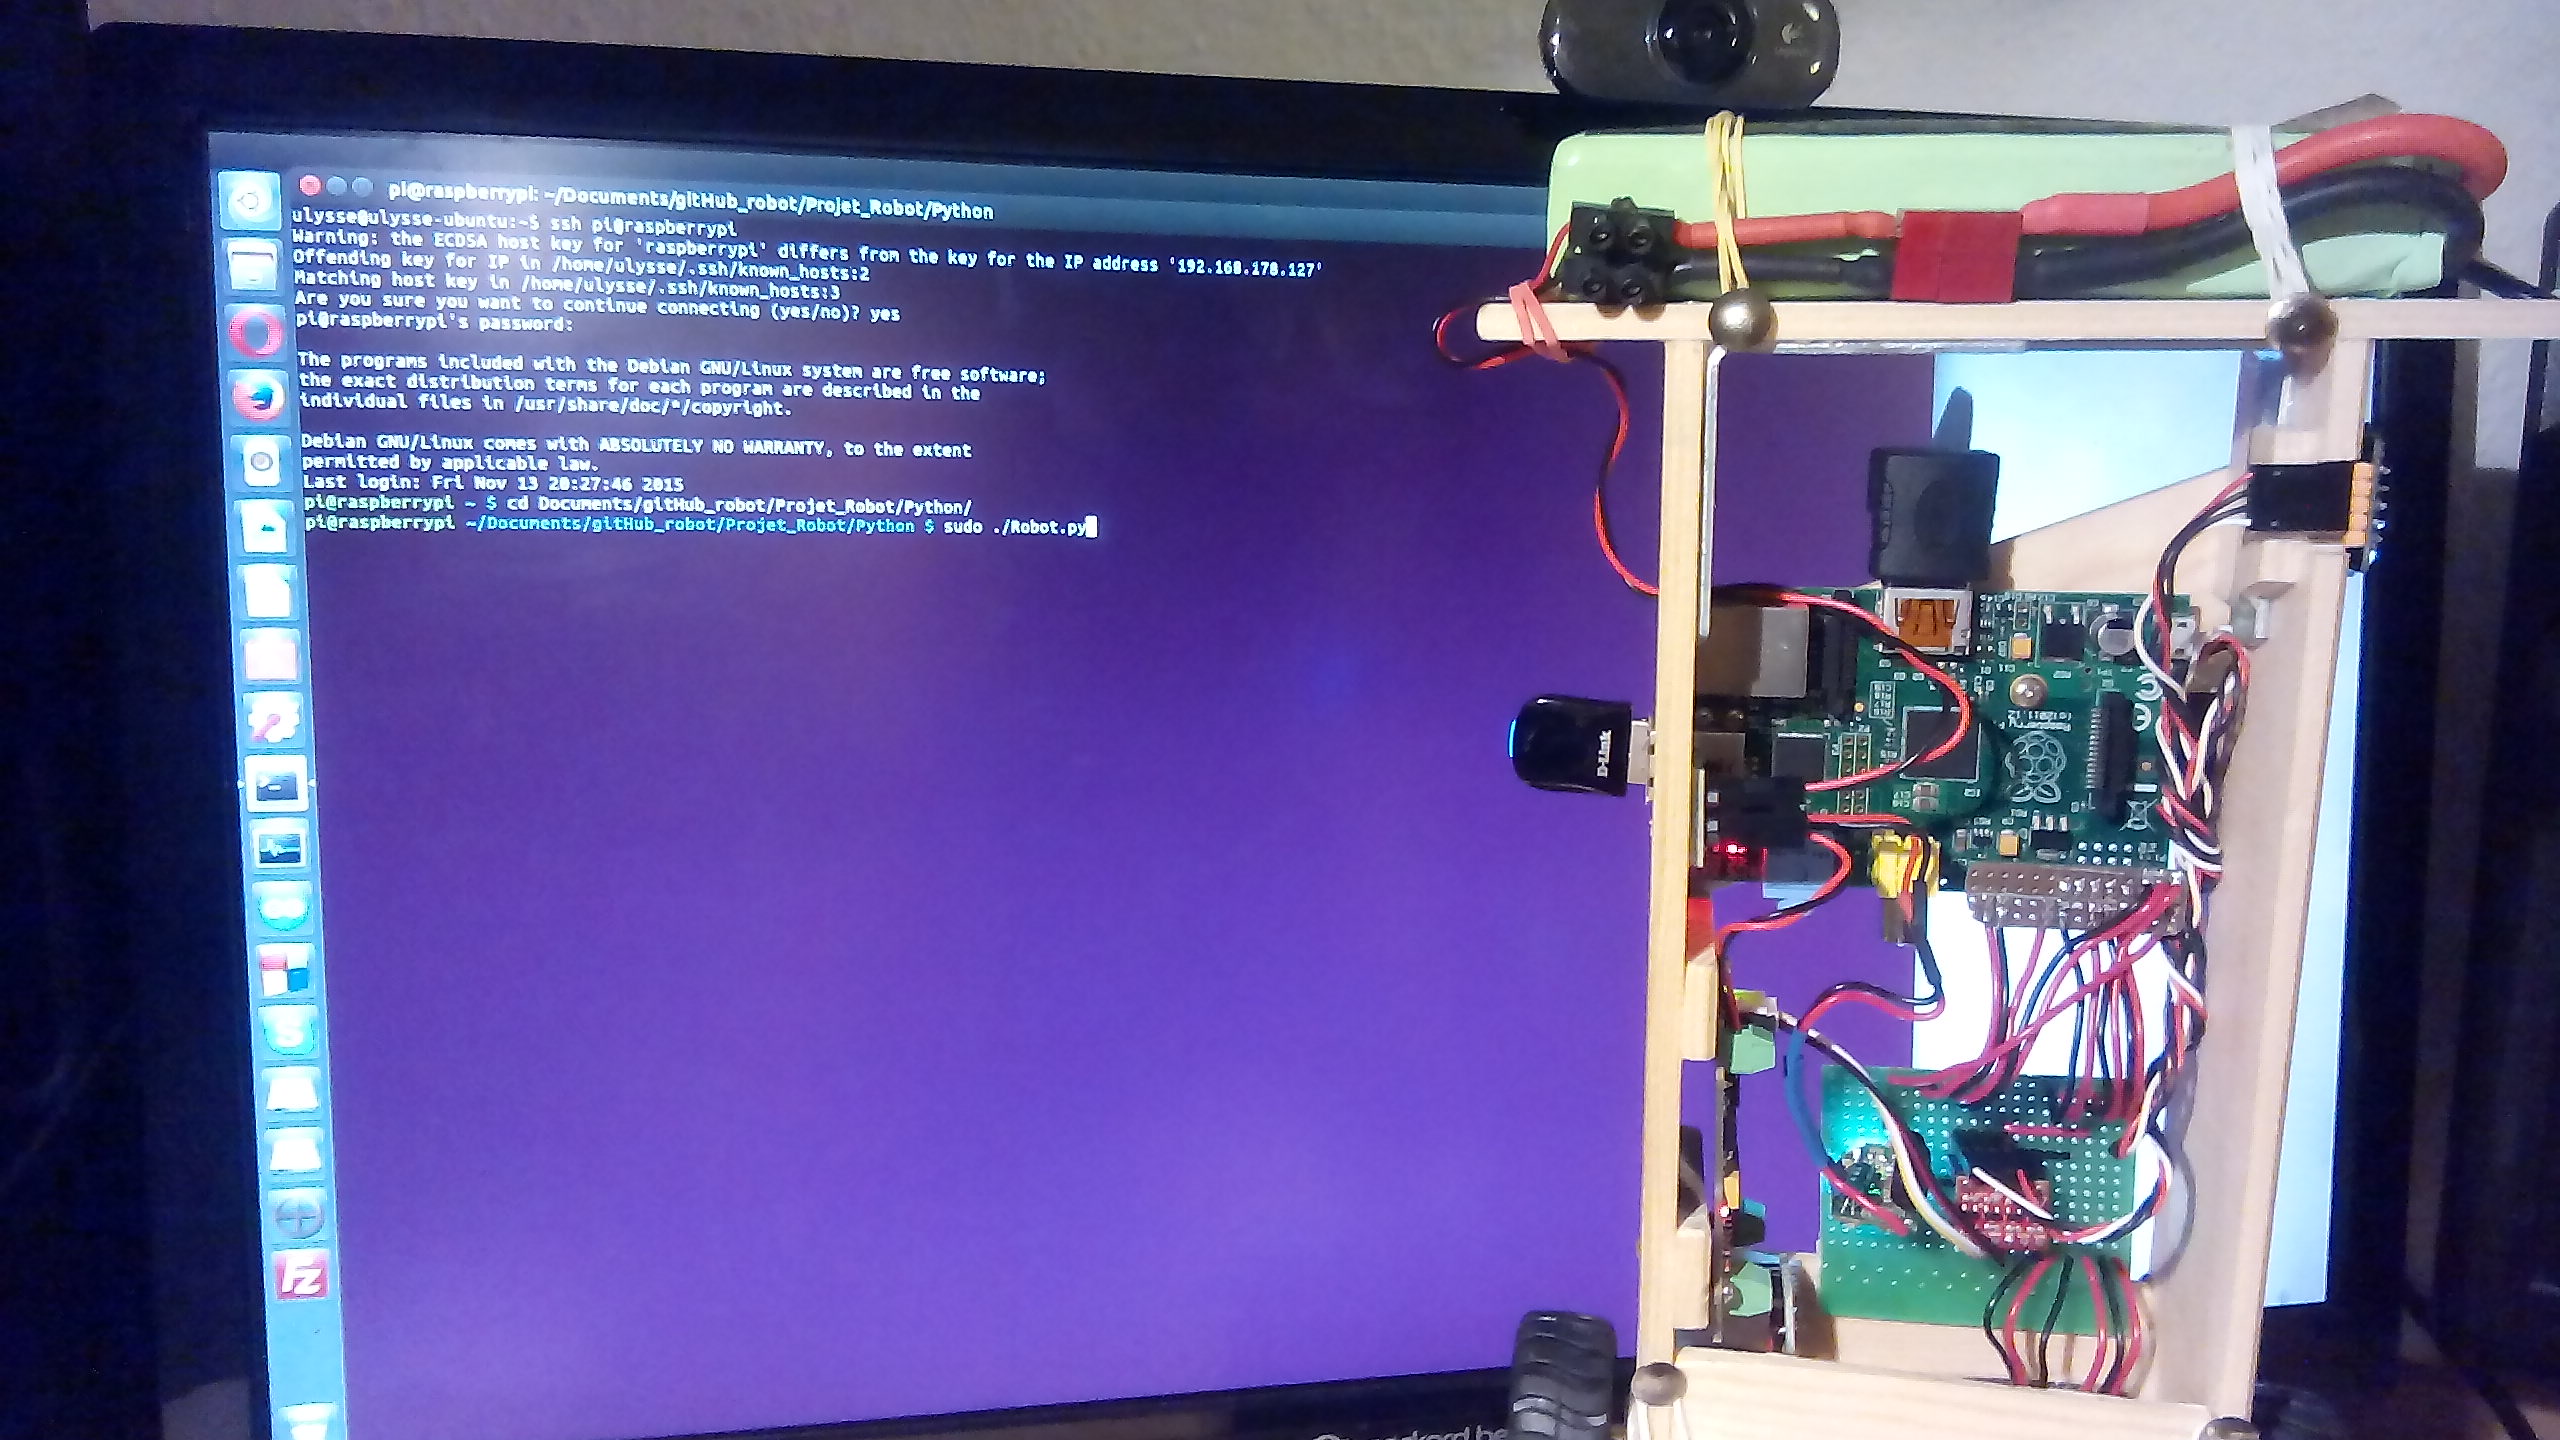 pi@raspberrypi: ~/Documents/gitHub_robot/Projet_Robot/Python
ulysse@ulysse-ubuntu:~$ ssh pi@raspberrypi
Warning: the ECDSA host key for 'raspberrypi' differs from the key for the IP address '192.168.178.127'
Offending key for IP in /home/ulysse/.ssh/known_hosts:2
Matching host key in /home/ulysse/.ssh/known_hosts:3
Are you sure you want to continue connecting (yes/no)? yes
pi@raspberrypi's password:
The programs included with the Debian GNU/Linux system are free software;
the exact distribution terms for each program are described in the
individual files in /usr/share/doc/*/copyright.
Debian GNU/Linux comes with ABSOLUTELY NO WARRANTY, to the extent
permitted by applicable law.
Last login: Fri Nov 13 20:27:46 2015
pi@raspberrypi ~ $ cd Documents/gitHub_robot/Projet_Robot/Python/
pi@raspberrypi ~/Documents/gitHub_robot/Projet_Robot/Python $ sudo ./Robot.py
D-Link
Fz